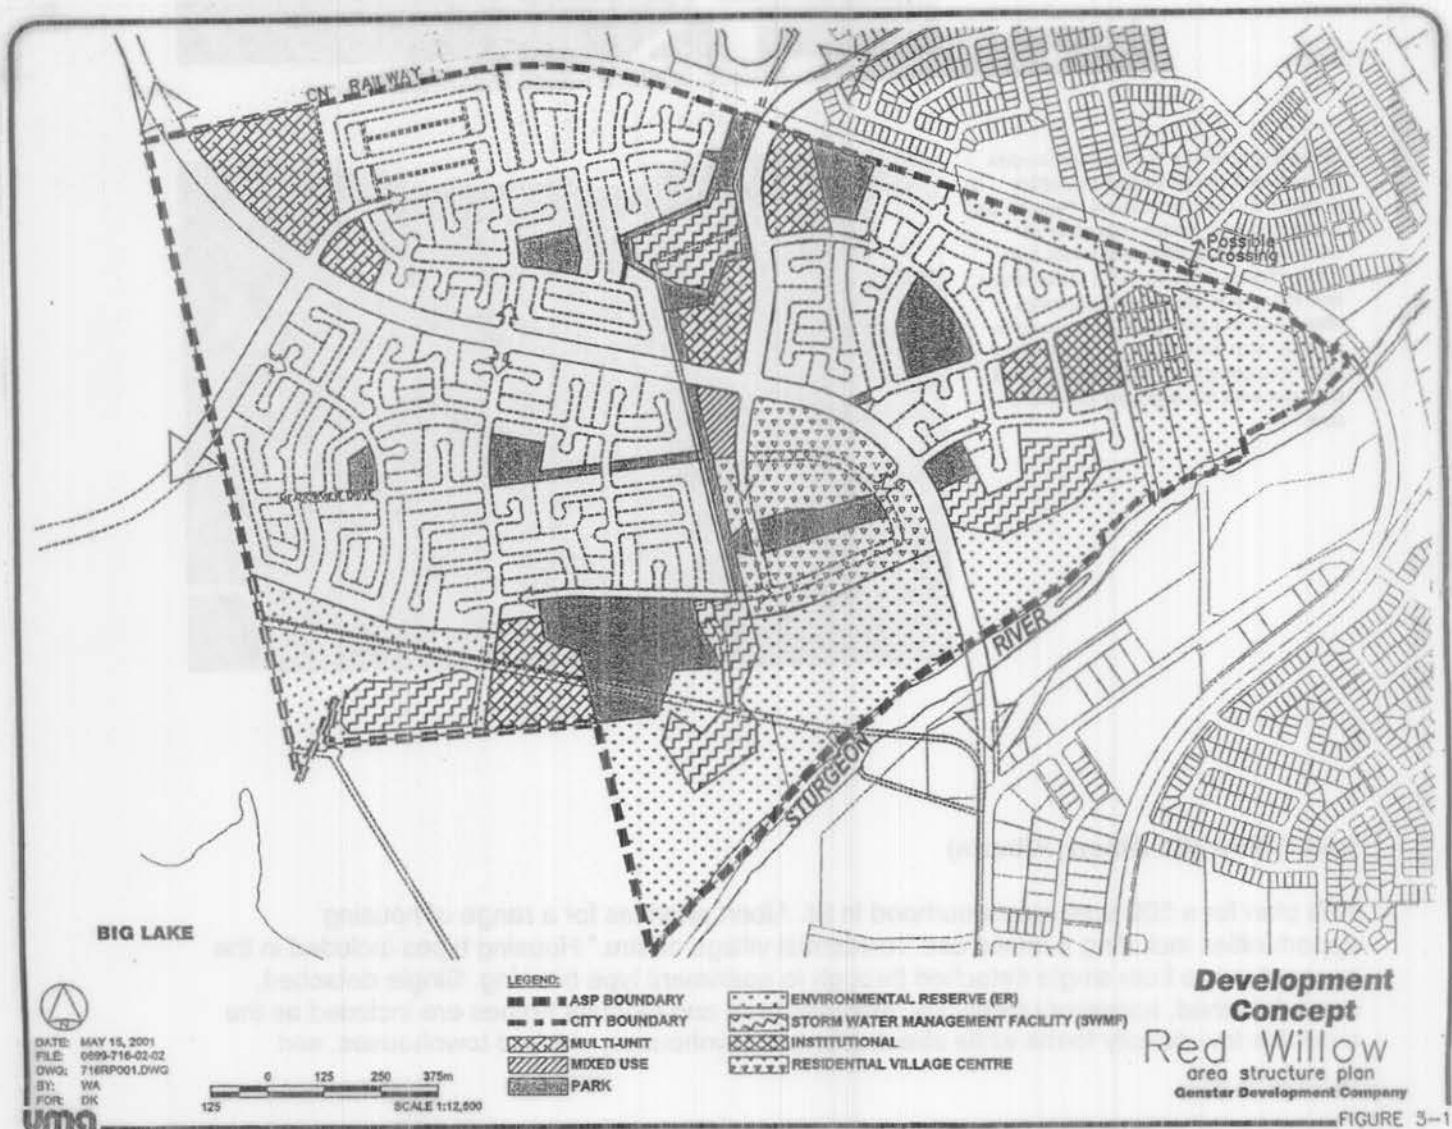 CN RAILWAY
Possible
Crossing
RIVER
STURGEON
BIG LAKE
N
DATE: MAY 15, 2001
FILE: 0899-716-02-02
DWG: 716RP001.DWG
BY: WA
FOR: DK
uma
0 125 250 375m
125
SCALE 1:12,500
LEGEND:
ASP BOUNDARY
CITY BOUNDARY
MULTI-UNIT
MIXED USE
PARK
ENVIRONMENTAL RESERVE (ER)
STORM WATER MANAGEMENT FACILITY (SWMF)
INSTITUTIONAL
RESIDENTIAL VILLAGE CENTRE
Development
Concept
Red Willow
area structure plan
Genstar Development Company
FIGURE 3-1